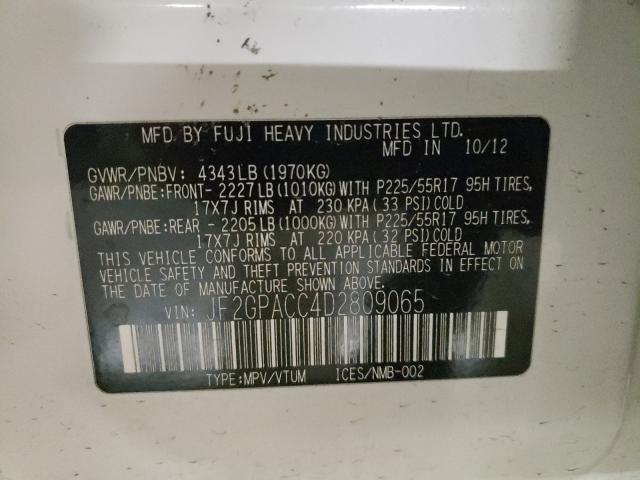 MFD BY FUJI HEAVY INDUSTRIES LTD.
MFD IN 10/12
GVWR/PNBV: 4343LB (1970KG)
GAWR/PNBE:FRONT- 2227LB(1010KG)WITH P225/55R17 95H TIRES,
17X7J RIMS AT 230 KPA(33 PSI)COLD
GAWR/PNBE:REAR - 2205LB(1000KG)WITH P225/55R17 95H TIRES,
17X7J RIMS AT 220 KPA(32 PSI)COLD
THIS VEHICLE CONFORMS TO ALL APPLICABLE FEDERAL MOTOR
VEHICLE SAFETY AND THEFT PREVENTION STANDARDS IN EFFECT ON
THE DATE OF MANUFACTURE SHOWN ABOVE.
VIN: JF2GPACC4D2809065
TYPE:MPV/VTUM ICES/NMB-002